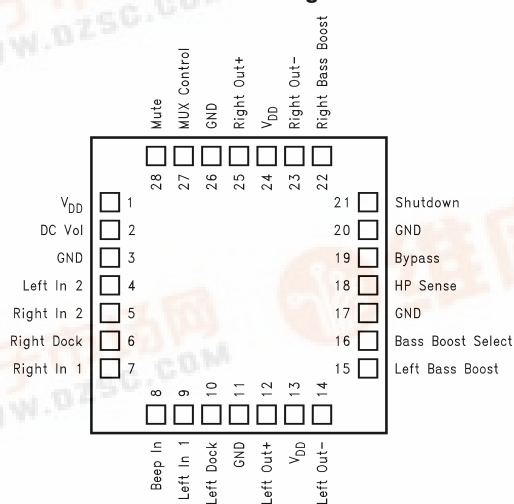 Mute
MUX Control
GND
Right Out+
VDD
Right Out−
Right Bass Boost
28
27
26
25
24
23
22
VDD 1
DC Vol 2
GND 3
Left In 2 4
Right In 2 5
Right Dock 6
Right In 1 7
21 Shutdown
20 GND
19 Bypass
18 HP Sense
17 GND
16 Bass Boost Select
15 Left Bass Boost
8
9
10
11
12
13
14
Beep In
Left In 1
Left Dock
GND
Left Out+
VDD
Left Out−
W.DZSC.COM
W.DZSC.COM